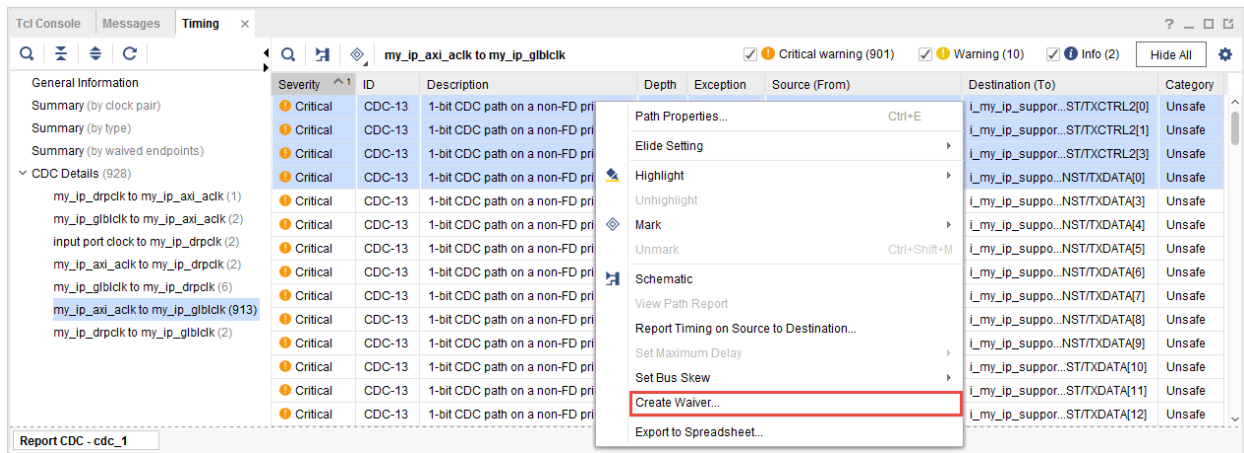 Tcl Console Messages Timing ×
? _
my_ip_axi_aclk to my_ip_glblclk Critical warning (901) Warning (10) Info (2) Hide All
General Information
Summary (by clock pair)
Summary (by type)
Summary (by waived endpoints)
CDC Details (928)
my_ip_drpclk to my_ip_axi_aclk (1)
my_ip_glblclk to my_ip_axi_aclk (2)
input port clock to my_ip_drpclk (2)
my_ip_axi_aclk to my_ip_drpclk (2)
my_ip_glblclk to my_ip_drpclk (6)
my_ip_axi_aclk to my_ip_glblclk (913)
my_ip_drpclk to my_ip_glblclk (2)
Severity 1 ID Description Depth Exception Source (From) Destination (To) Category
Critical CDC-13 1-bit CDC path on a non-FD pri i_my_ip_suppor...ST/TXCTRL2[0] Unsafe
Critical CDC-13 1-bit CDC path on a non-FD pri i_my_ip_suppor...ST/TXCTRL2[1] Unsafe
Critical CDC-13 1-bit CDC path on a non-FD pri i_my_ip_suppor...ST/TXCTRL2[3] Unsafe
Critical CDC-13 1-bit CDC path on a non-FD pri i_my_ip_suppo...NST/TXDATA[0] Unsafe
Critical CDC-13 1-bit CDC path on a non-FD pri i_my_ip_suppo...NST/TXDATA[3] Unsafe
Critical CDC-13 1-bit CDC path on a non-FD pri i_my_ip_suppo...NST/TXDATA[4] Unsafe
Critical CDC-13 1-bit CDC path on a non-FD pri i_my_ip_suppo...NST/TXDATA[5] Unsafe
Critical CDC-13 1-bit CDC path on a non-FD pri i_my_ip_suppo...NST/TXDATA[6] Unsafe
Critical CDC-13 1-bit CDC path on a non-FD pri i_my_ip_suppo...NST/TXDATA[7] Unsafe
Critical CDC-13 1-bit CDC path on a non-FD pri i_my_ip_suppo...NST/TXDATA[8] Unsafe
Critical CDC-13 1-bit CDC path on a non-FD pri i_my_ip_suppo...NST/TXDATA[9] Unsafe
Critical CDC-13 1-bit CDC path on a non-FD pri i_my_ip_suppor...ST/TXDATA[10] Unsafe
Critical CDC-13 1-bit CDC path on a non-FD pri i_my_ip_suppor...ST/TXDATA[11] Unsafe
Critical CDC-13 1-bit CDC path on a non-FD pri i_my_ip_suppor...ST/TXDATA[12] Unsafe
Path Properties... Ctrl+E
Elide Setting
Highlight
Unhighlight
Mark
Unmark Ctrl+Shift+M
Schematic
View Path Report
Report Timing on Source to Destination...
Set Maximum Delay
Set Bus Skew
Create Waiver...
Export to Spreadsheet...
Report CDC - cdc_1